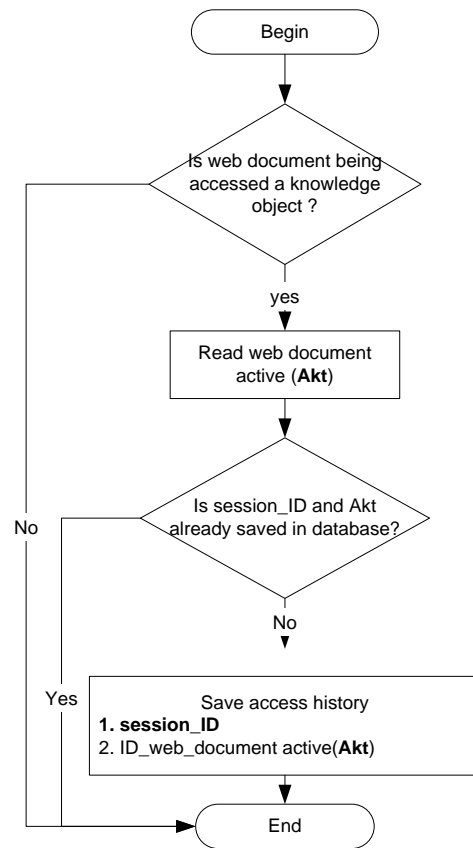 Begin
Is web document being
accessed a knowledge
object ?
yes
Read web document
active (Akt)
Is session_ID and Akt
already saved in database?
No
No
Yes
Save access history
1. session_ID
2. ID_web_document active(Akt)
End